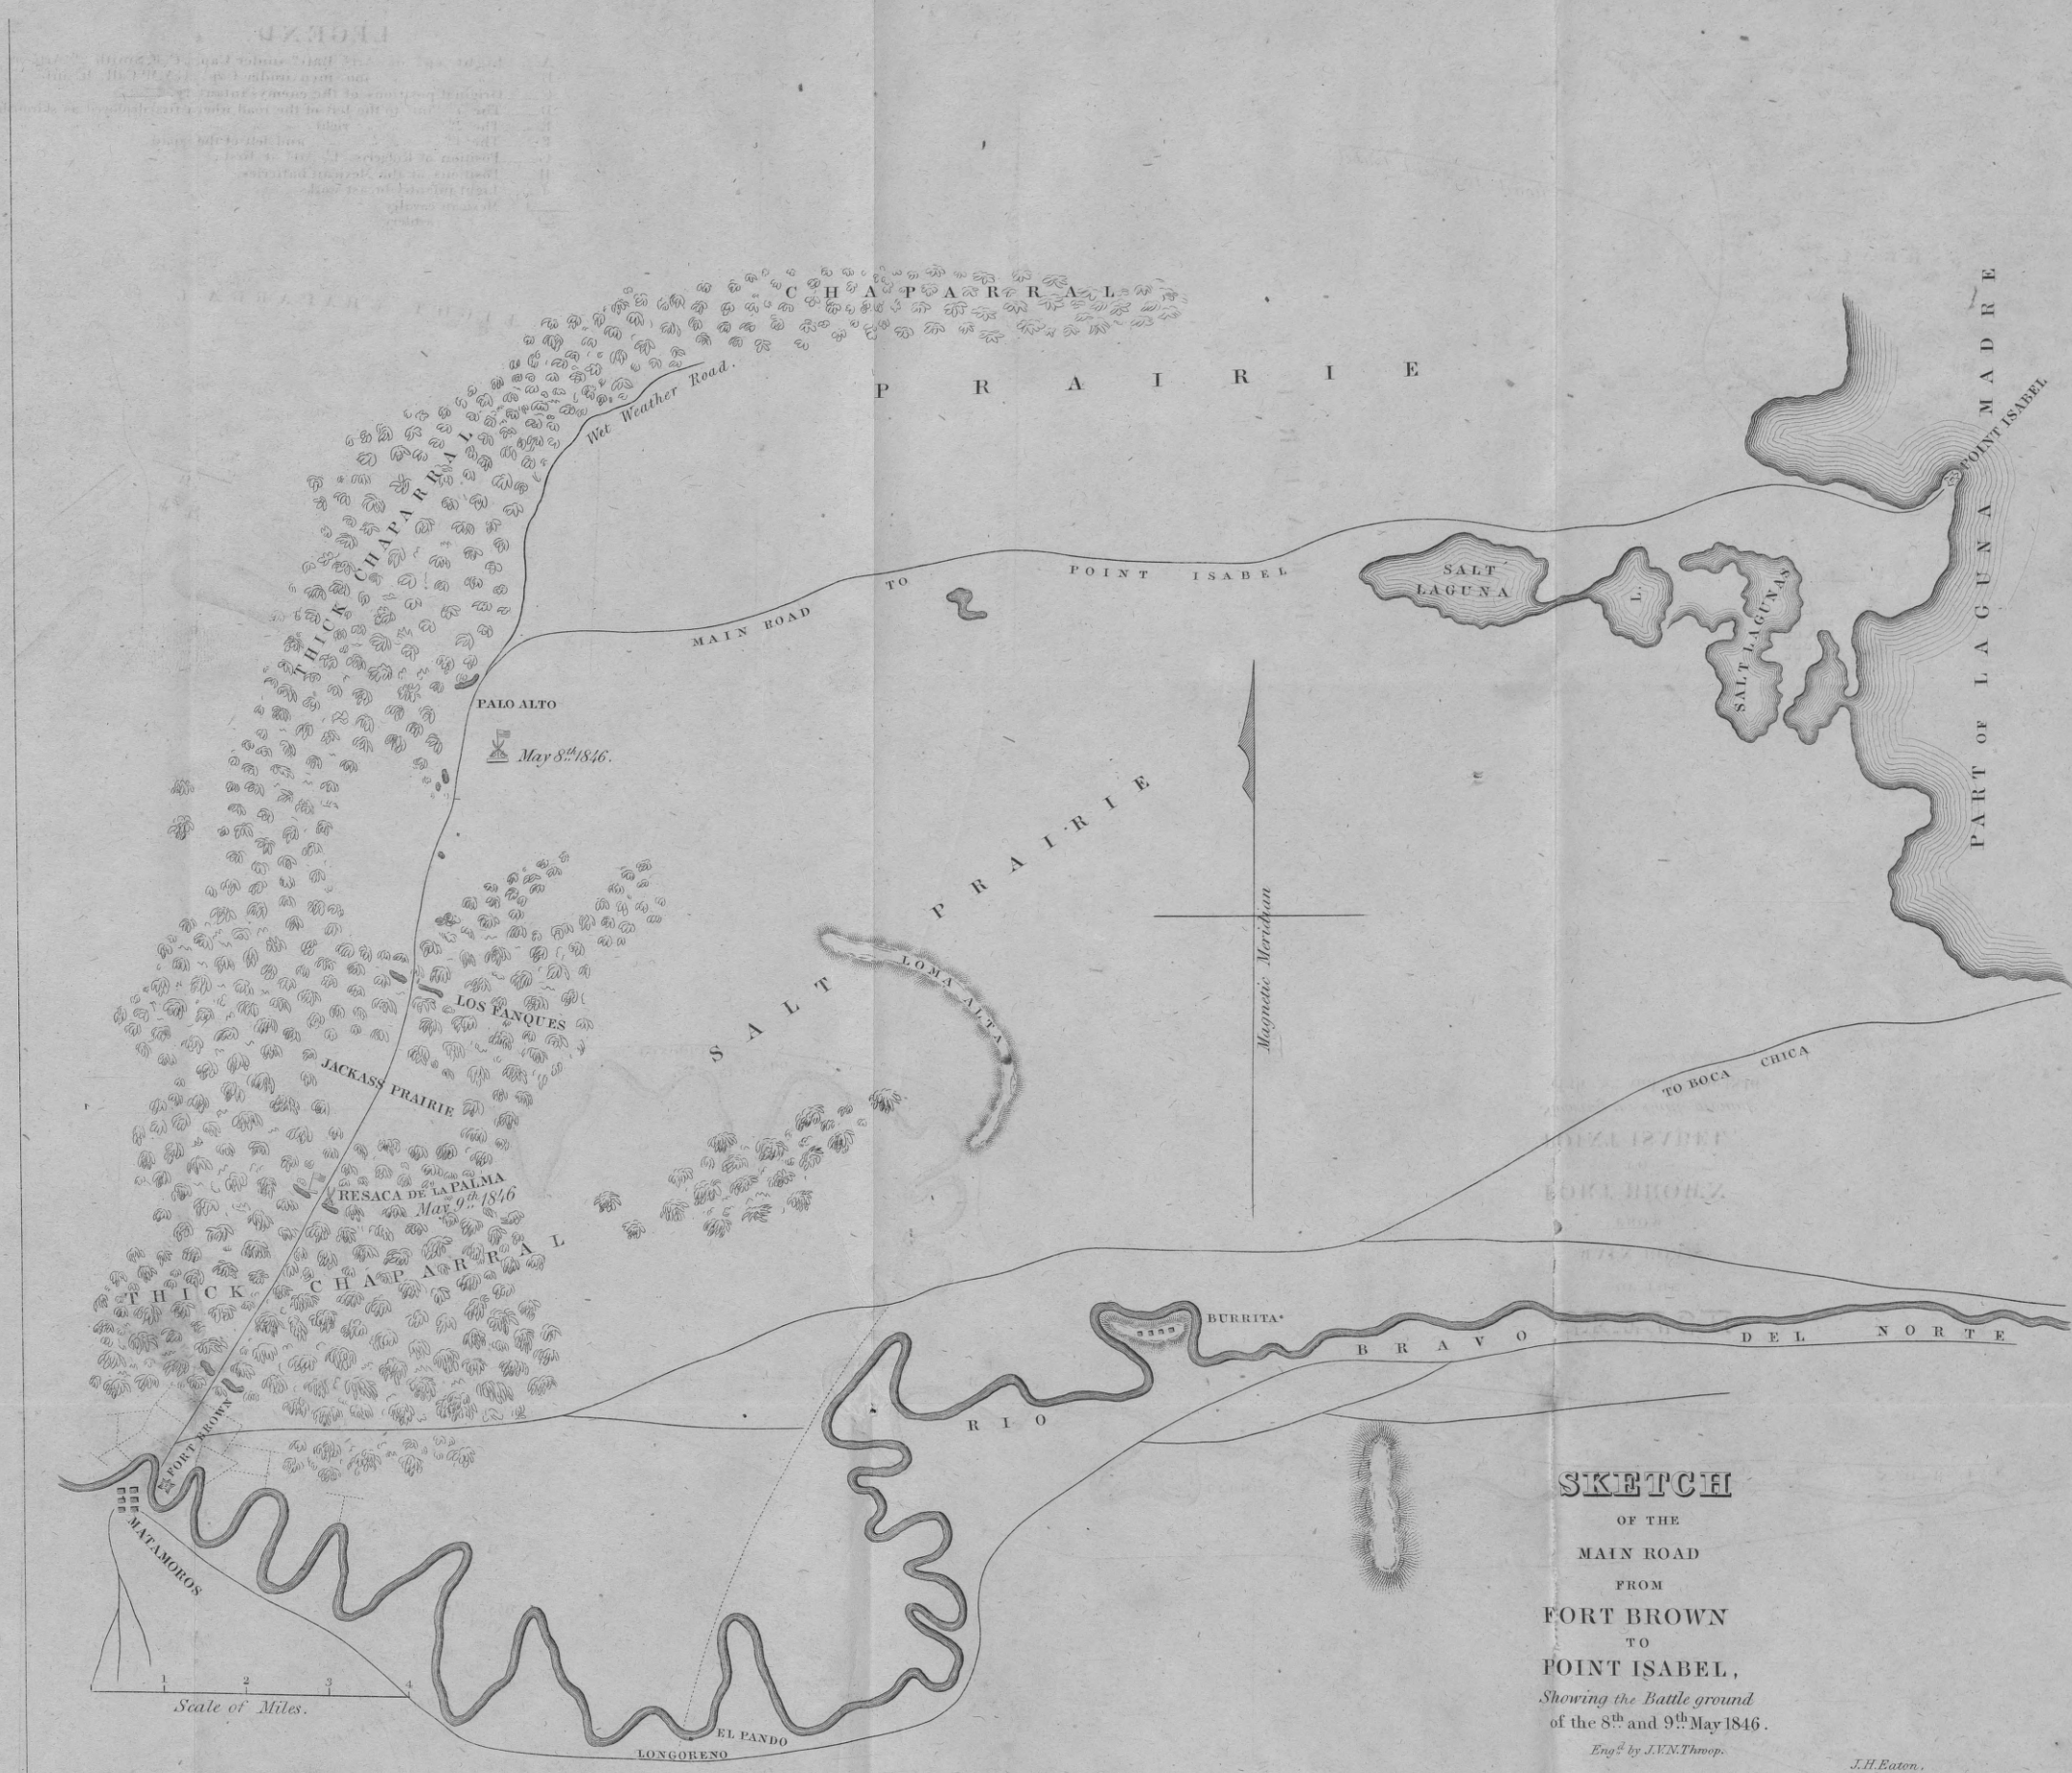 CHAPARRAL
PRAIRIE
Wet Weather Road.
THICK CHAPARRAL
MAIN ROAD TO POINT ISABEL
POINT ISABEL
PART OF LAGUNA MADRE
SALT
LAGUNA
L.
SALT LAGUNAS
PALO ALTO
May 8th 1846.
SALT PRAIRIE
LOMA ALTA
Magnetic Meridian
LOS FANQUES
JACKASS PRAIRIE
TO BOCA CHICA
RESACA DE LA PALMA
May 9th 1846
THICK CHAPARRAL
BURRITA
RIO BRAVO DEL NORTE
FORT BROWN
MATAMOROS
1 2 3 4
Scale of Miles.
EL PANDO
LONGORENO
SKETCH
OF THE
MAIN ROAD
FROM
FORT BROWN
TO
POINT ISABEL,
Showing the Battle ground
of the 8th and 9th May 1846.
Engd by J.V.N.Throop.
J.H.Eaton.